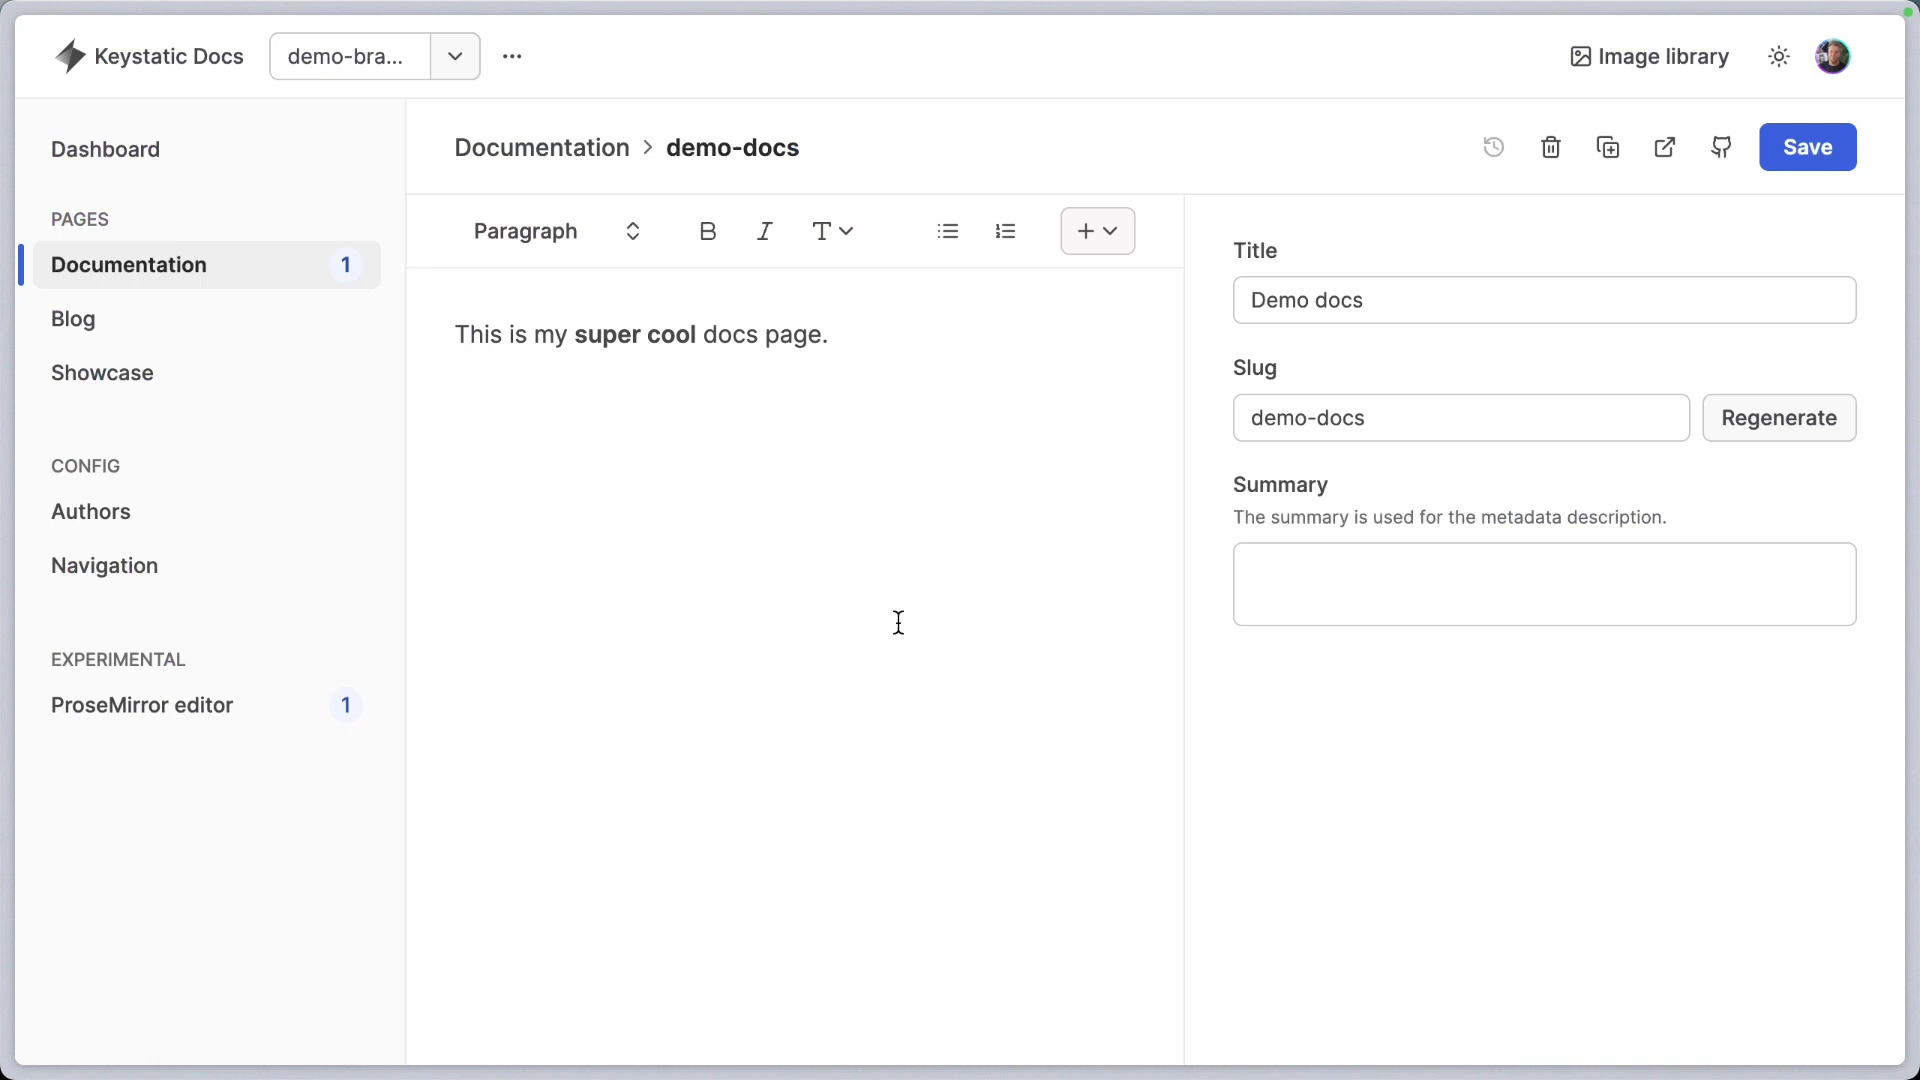 Keystatic Docs
demo-bra...
Image library
Dashboard
PAGES
Documentation 1
Blog
Showcase
CONFIG
Authors
Navigation
EXPERIMENTAL
ProseMirror editor 1
Documentation > demo-docs
Save
Paragraph
This is my super cool docs page.
Title
Demo docs
Slug
demo-docs
Regenerate
Summary
The summary is used for the metadata description.